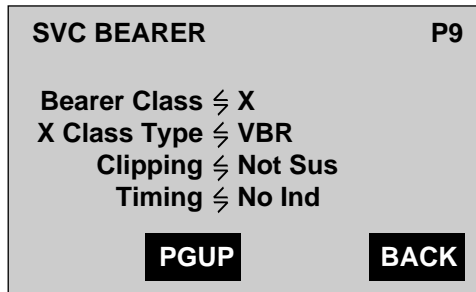 SVC BEARER P9
Bearer Class ⇋ X
X Class Type ⇋ VBR
Clipping ⇋ Not Sus
Timing ⇋ No Ind
PGUP BACK